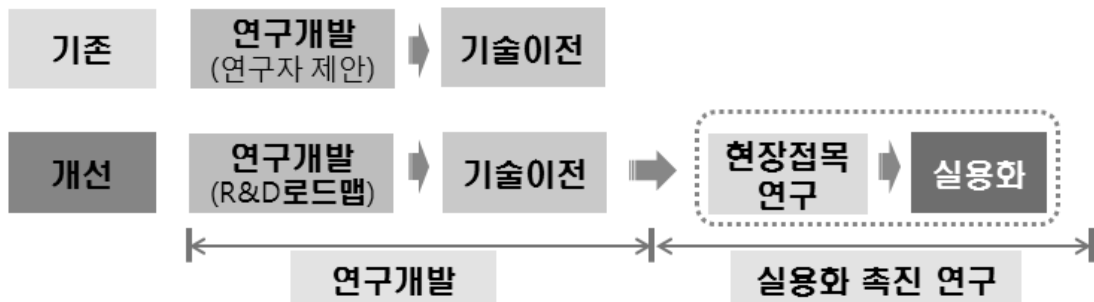 기존
연구개발
(연구자 제안)
기술이전
개선
연구개발
(R&D로드맵)
기술이전
현장접목
연구
실용화
연구개발
실용화 촉진 연구